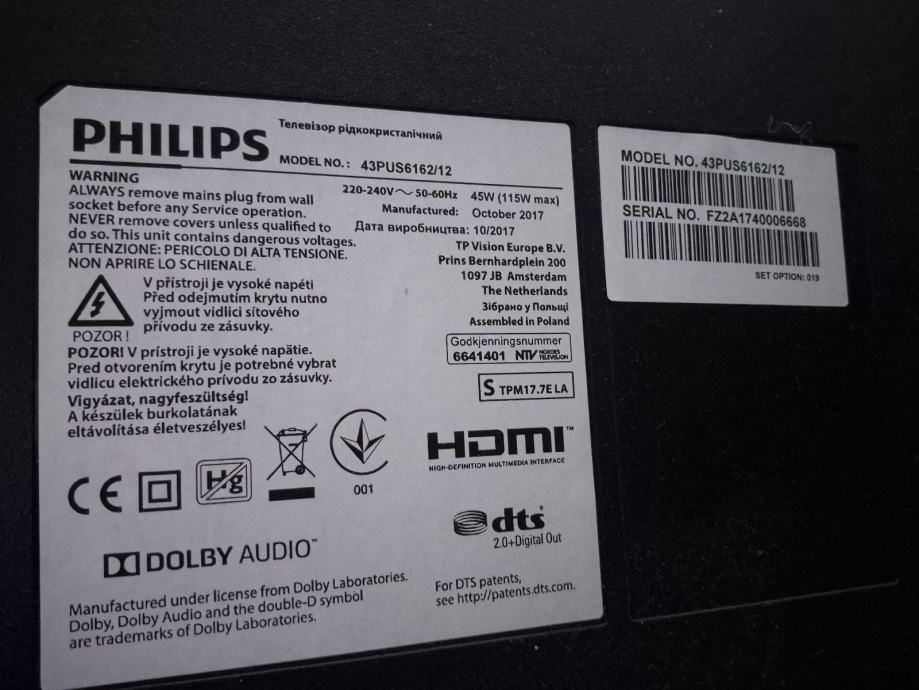 PHILIPS
Телевізор рідкокристалічний
MODEL NO.: 43PUS6162/12
WARNING
ALWAYS remove mains plug from wall
socket before any Service operation.
NEVER remove covers unless qualified to
do so. This unit contains dangerous voltages.
ATTENZIONE: PERICOLO DI ALTA TENSIONE.
NON APRIRE LO SCHIENALE.
220-240V～ 50-60Hz 45W (115W max)
Manufactured: October 2017
Дата виробництва: 10/2017
TP Vision Europe B.V.
Prins Bernhardplein 200
1097 JB Amsterdam
The Netherlands
Зібрано у Польщі
Assembled in Poland
V přístroji je vysoké napětí
Před odejmutím krytu nutno
vyjmout vidlici síťového
přívodu ze zásuvky.
POZOR !
POZOR! V prístroji je vysoké napätie.
Pred otvorením krytu je potrebné vybrat
vidlicu elektrického prívodu zo zásuvky.
Vigyázat, nagyfeszültség!
A készülek burkolatának
eltávolítása életveszélyes!
Godkjenningsnummer
6641401 NTV NORGES TELEVISJON
S TPM17.7E LA
CE
Hg
001
HDMI™
HIGH-DEFINITION MULTIMEDIA INTERFACE
DOLBY AUDIO™
dts
2.0+Digital Out
Manufactured under license from Dolby Laboratories.
Dolby, Dolby Audio and the double-D symbol
are trademarks of Dolby Laboratories.
For DTS patents,
see http://patents.dts.com.
MODEL NO. 43PUS6162/12
SERIAL NO. FZ2A1740006668
SET OPTION: 019